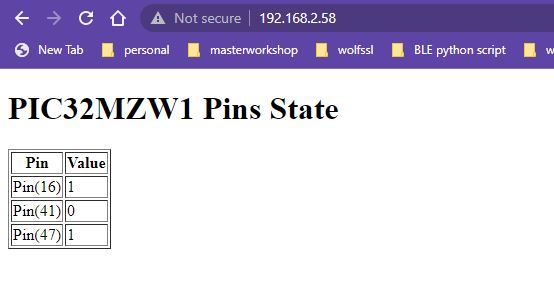 Not secure | 192.168.2.58
New Tab personal masterworkshop wolfssl BLE python script w
PIC32MZW1 Pins State
Pin Value
Pin(16) 1
Pin(41) 0
Pin(47) 1